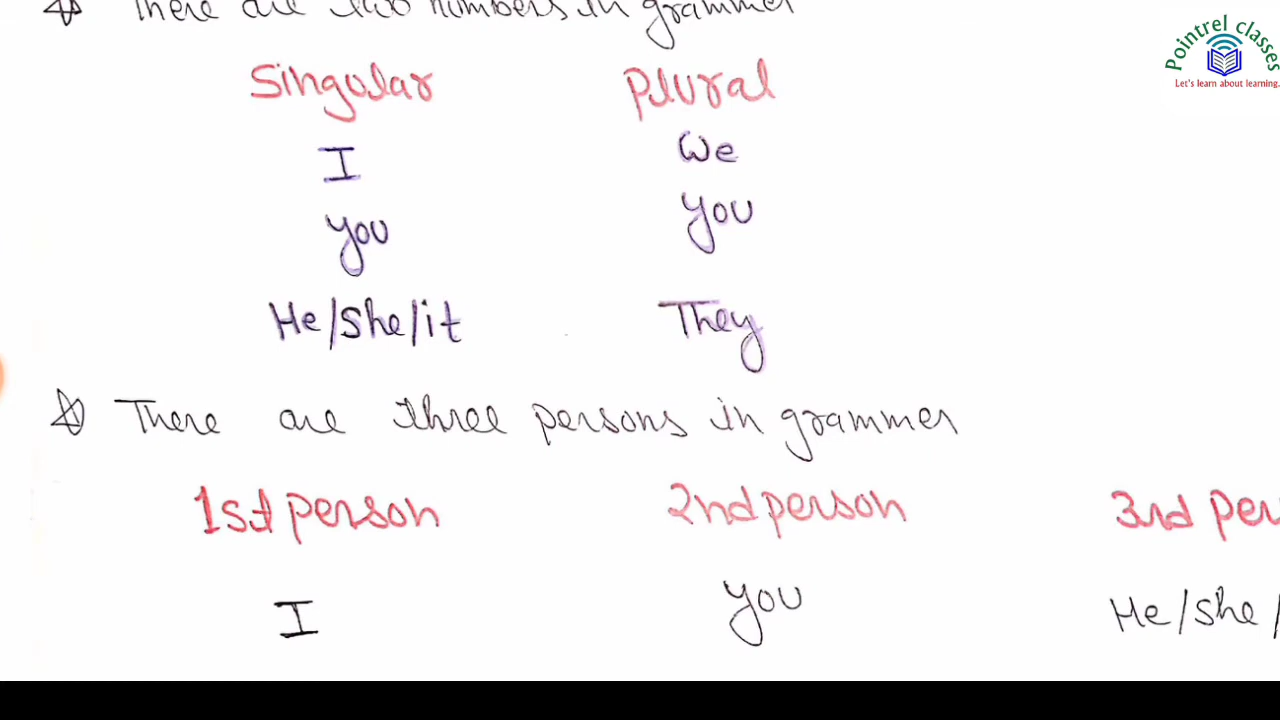 There are two numbers in grammer
Pointrel classes
Let's learn about learning.
Singular Plural
I We
you you
He/She/it They
There are three persons in grammer
1st person 2nd person 3rd per
I you He/she/